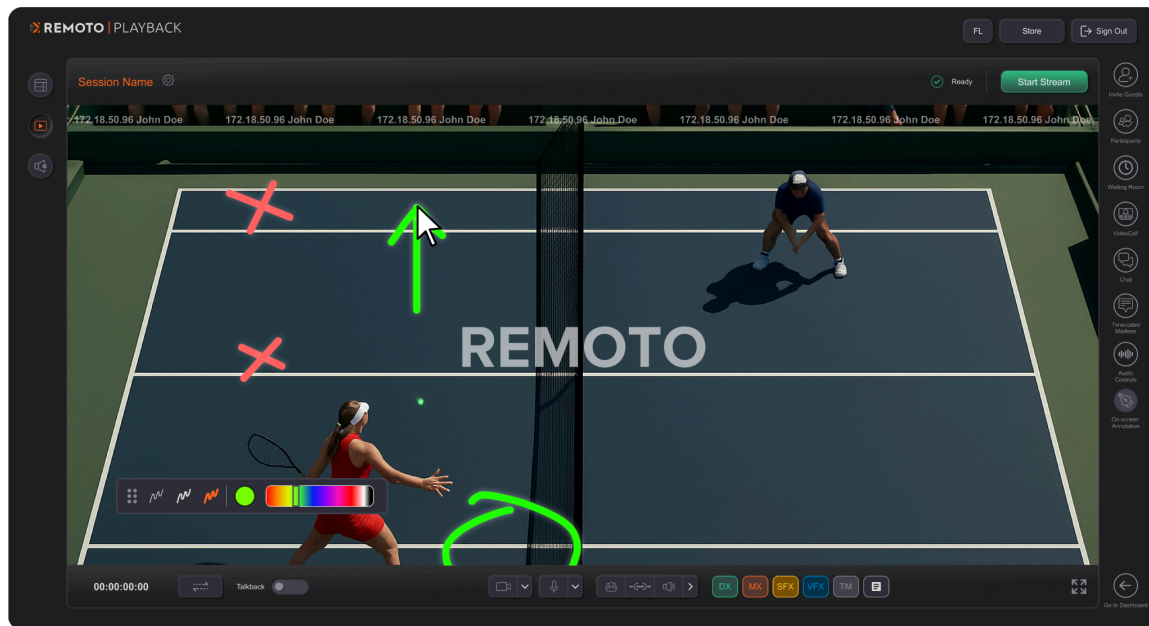 REMOTO | PLAYBACK
FL
Store
Sign Out
Session Name
Ready
Start Stream
172.18.50.96 John Doe 172.18.50.96 John Doe 172.18.50.96 John Doe 172.18.50.96 John Doe 172.18.50.96 John Doe 172.18.50.96 John Doe 172.18.50.96 John Doe
REMOTO
Invite Guests
Participants
Waiting Room
VideoCall
Chat
Timecoded
Markers
Audio
Controls
On-screen
Annotation
00:00:00:00
Talkback
DX
MX
SFX
VFX
TM
Go to Dashboard